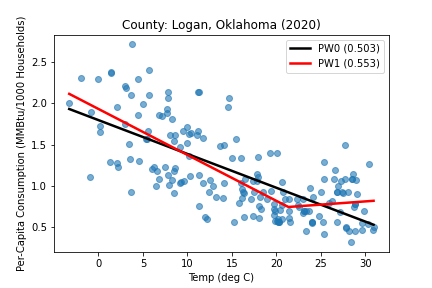 County: Logan, Oklahoma (2020)
PW0 (0.503)
PW1 (0.553)
Per-Capita Consumption (MMBtu/1000 Households)
2.5
2.0
1.5
1.0
0.5
0 5 10 15 20 25 30
Temp (deg C)